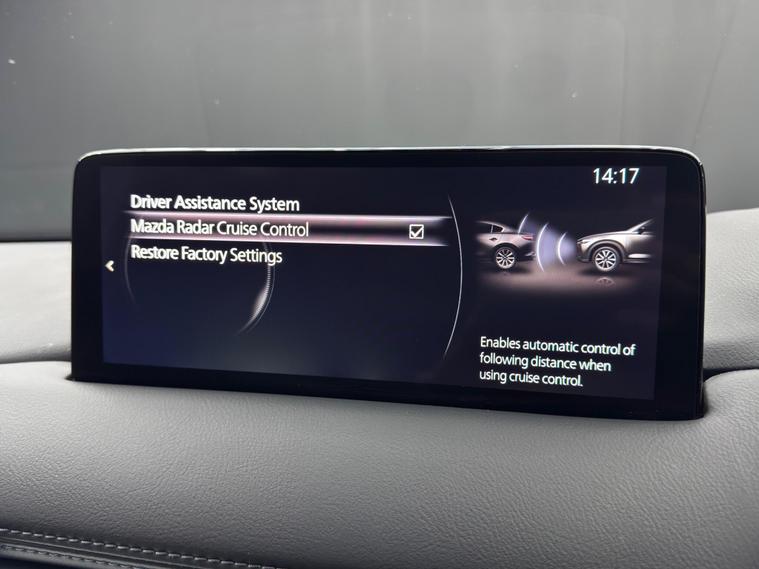 14:17
Driver Assistance System
Mazda Radar Cruise Control
Restore Factory Settings
Enables automatic control of
following distance when
using cruise control.